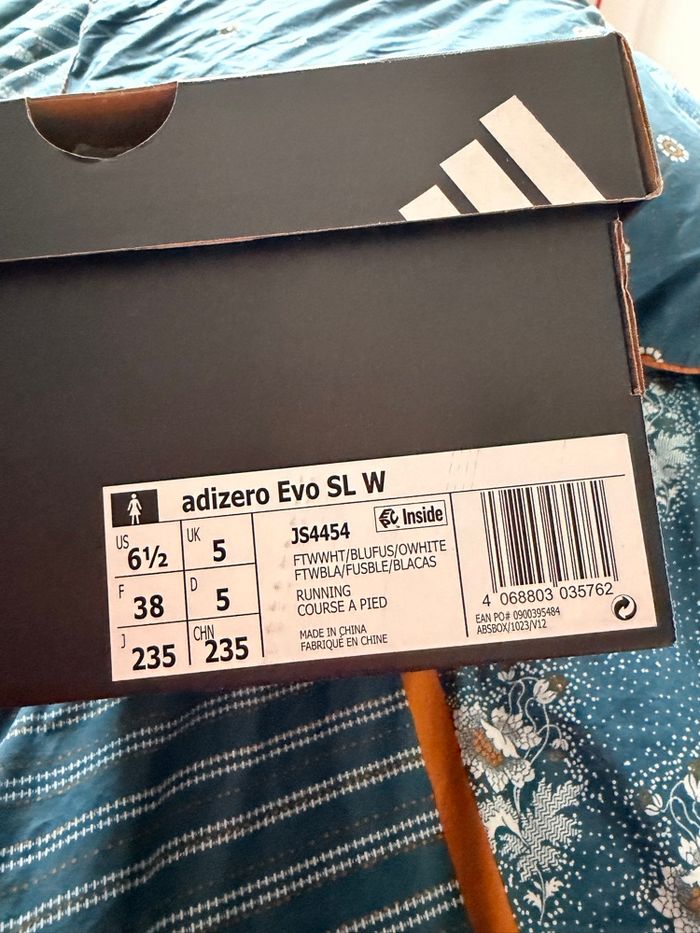 adizero Evo SL W
US
6½
UK
5
F
38
D
5
J
235
CHN
235
JS4454
Inside
FTWWHT/BLUFUS/OWHITE
FTWBLA/FUSBLE/BLACAS
RUNNING
COURSE A PIED
MADE IN CHINA
FABRIQUÉ EN CHINE
4 068803 035762
EAN PO# 0900395484
ABSBOX/1023/V12